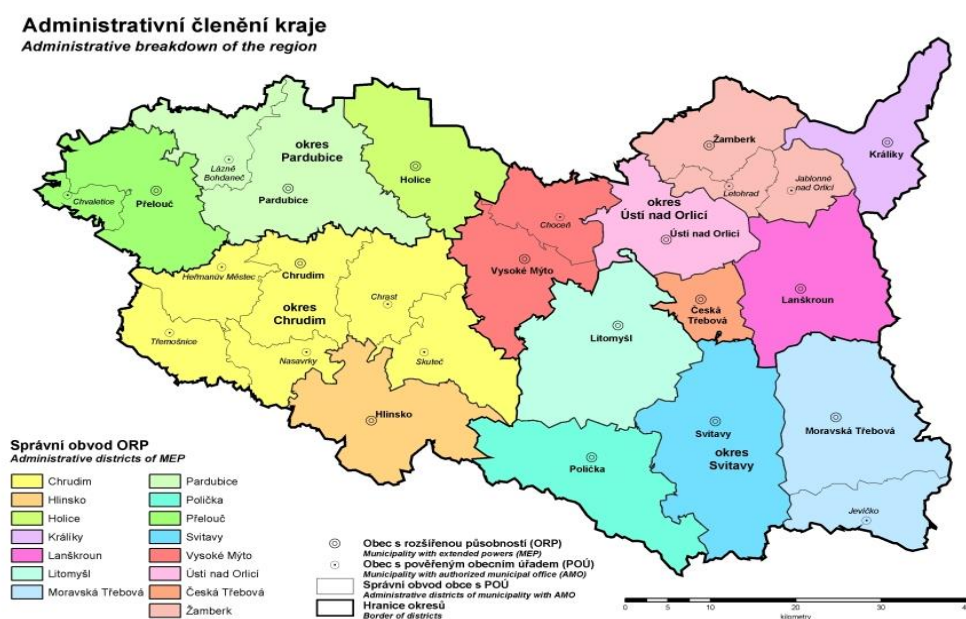 Administrativní členění kraje
Administrative breakdown of the region
Žamberk
Králíky
okres
Pardubice
Lázně
Bohdaneč
Holice
Letohrad
Jablonné
nad Orlicí
Chvaletice
Přelouč
Pardubice
okres
Ústí nad Orlicí
Choceň
Ústí nad Orlicí
Heřmanův Městec
Chrudim
Vysoké Mýto
okres
Chrudim
Chrast
Česká
Třebová
Lanškroun
Třemošnice
Litomyšl
Nasavrky
Skuteč
Hlinsko
Svitavy
Moravská Třebová
okres
Svitavy
Polička
Jevíčko
Správní obvod ORP
Administrative districts of MEP
Chrudim
Hlinsko
Holice
Králíky
Lanškroun
Litomyšl
Moravská Třebová
Pardubice
Polička
Přelouč
Svitavy
Vysoké Mýto
Ústí nad Orlicí
Česká Třebová
Žamberk
Obec s rozšířenou působností (ORP)
Municipality with extended powers (MEP)
Obec s pověřeným obecním úřadem (POÚ)
Municipality with authorized municipal office (AMO)
Správní obvod obce s POÚ
Administrative districts of municipality with AMO
Hranice okresů
Border of districts
0 10 20 30
kilometry